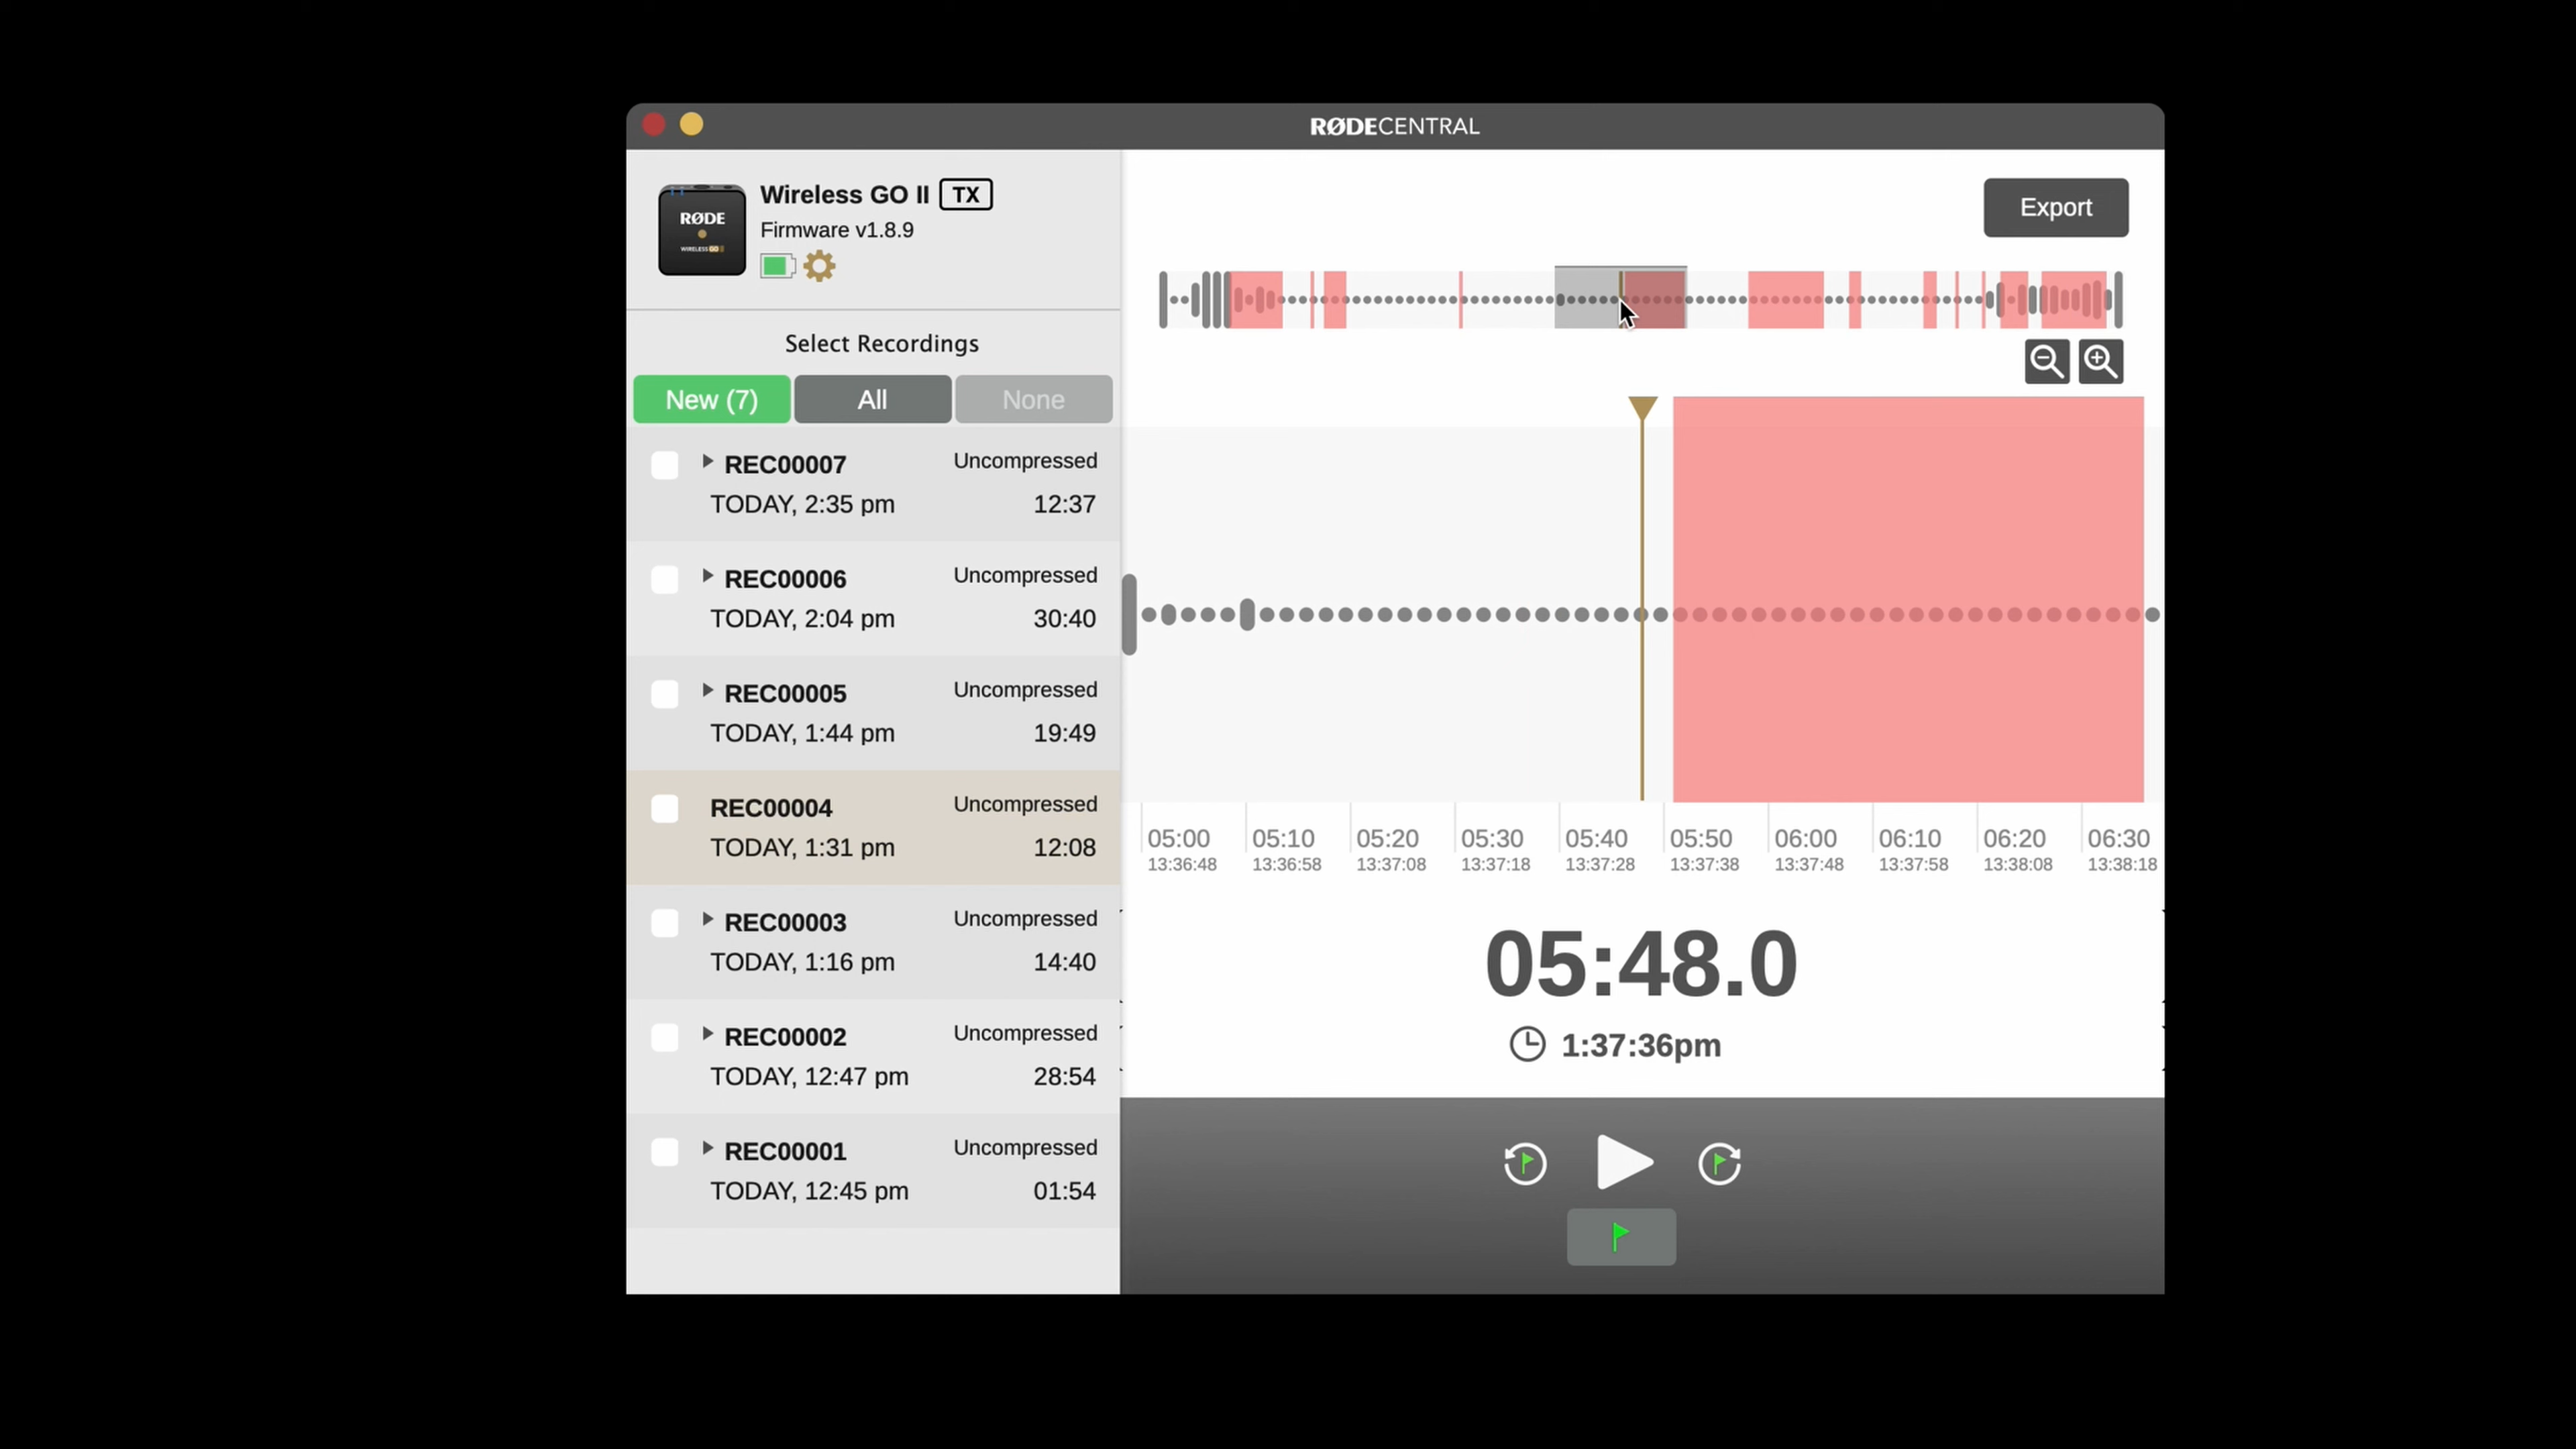 RØDECENTRAL
Wireless GO II TX
Firmware v1.8.9
RØDE
WIRELESS GO II
Select Recordings
New (7) All None
REC00007 Uncompressed
TODAY, 2:35 pm 12:37
REC00006 Uncompressed
TODAY, 2:04 pm 30:40
REC00005 Uncompressed
TODAY, 1:44 pm 19:49
REC00004 Uncompressed
TODAY, 1:31 pm 12:08
REC00003 Uncompressed
TODAY, 1:16 pm 14:40
REC00002 Uncompressed
TODAY, 12:47 pm 28:54
REC00001 Uncompressed
TODAY, 12:45 pm 01:54
Export
05:00 05:10 05:20 05:30 05:40 05:50 06:00 06:10 06:20 06:30
13:36:48 13:36:58 13:37:08 13:37:18 13:37:28 13:37:38 13:37:48 13:37:58 13:38:08 13:38:18
05:48.0
1:37:36pm